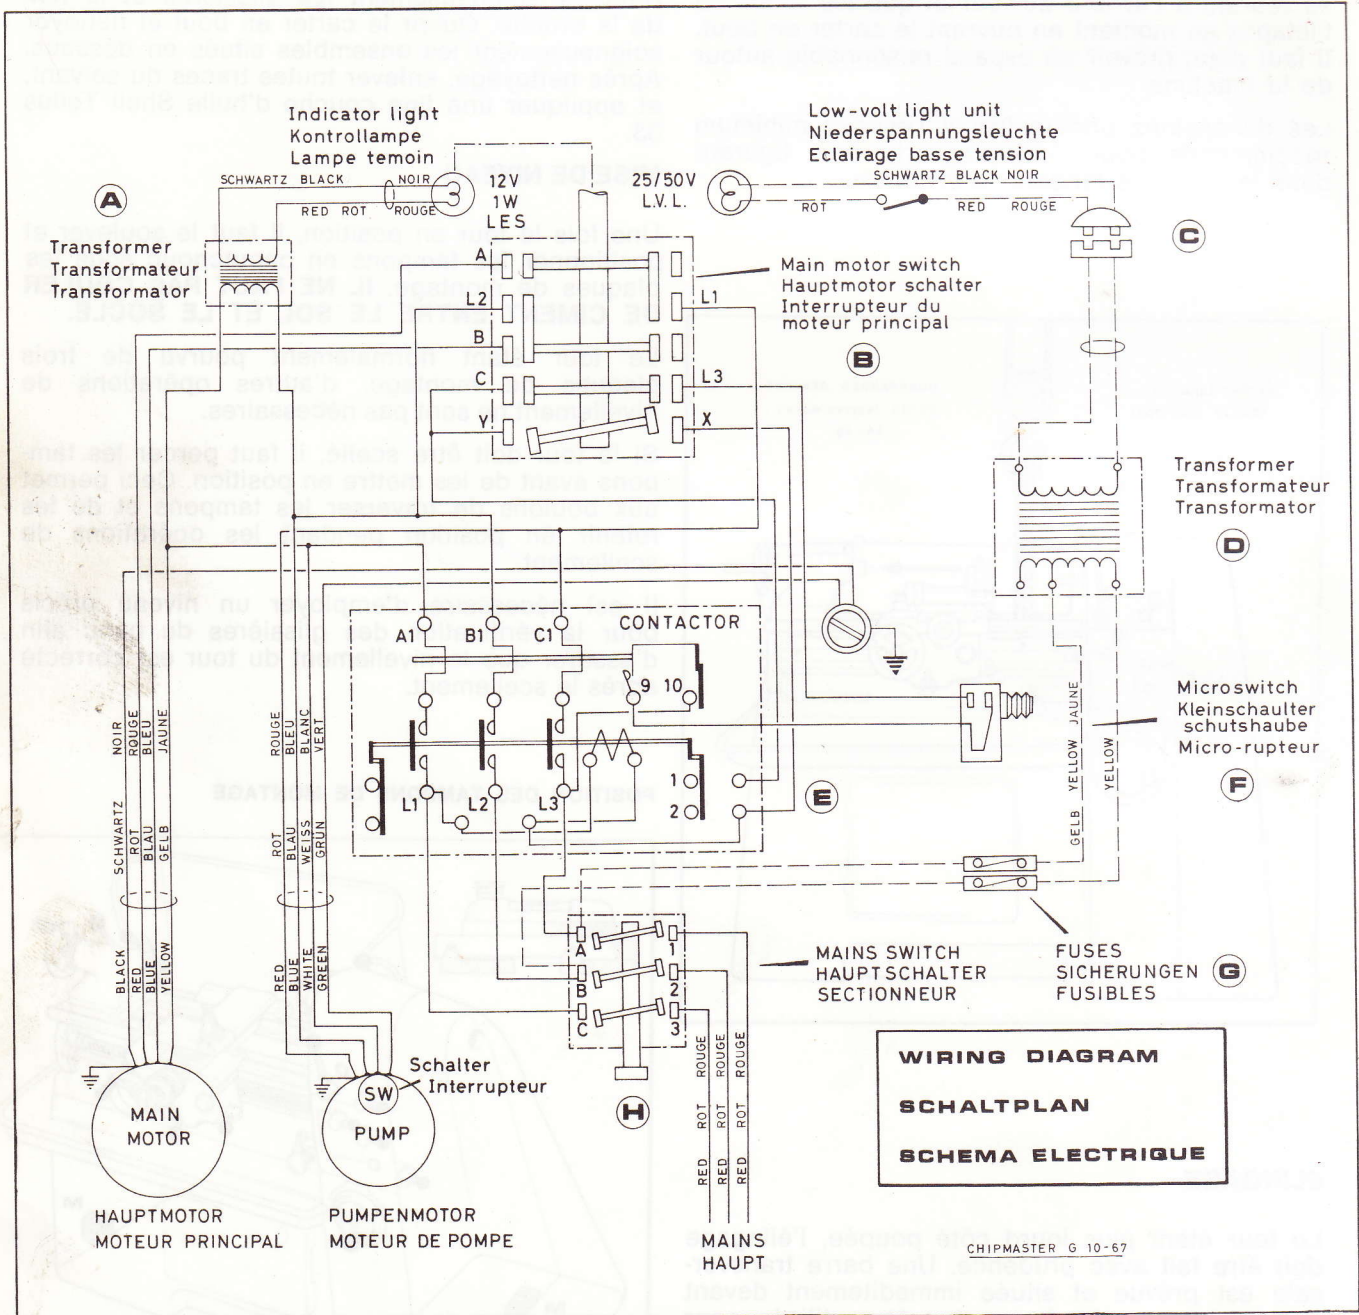 Indicator light
Kontrollampe
Lampe temoin
Low-volt light unit
Niederspannungsleuchte
Eclairage basse tension
SCHWARTZ BLACK NOIR
RED ROT ROUGE
12V
1W
LES
25/50V
L.V.L.
SCHWARTZ BLACK NOIR
ROT RED ROUGE
A
C
Transformer
Transformateur
Transformator
A
L2
B
C
Y
L1
L3
X
Main motor switch
Hauptmotor schalter
Interrupteur du
moteur principal
B
Transformer
Transformateur
Transformator
D
A1 B1 C1 CONTACTOR
9 10
L1 L2 L3
1
2
E
Microswitch
Kleinschaulter
schutshaube
Micro-rupteur
F
GELB YELLOW JAUNE
YELLOW
NOIR
ROUGE
BLEU
JAUNE
SCHWARTZ
ROT
BLAU
GELB
BLACK
RED
BLUE
YELLOW
ROUGE
BLEU
BLANC
VERT
ROT
BLAU
WEISS
GRÜN
RED
BLUE
WHITE
GREEN
A
B
C
1
2
3
H
MAINS SWITCH
HAUPTSCHALTER
SECTIONNEUR
FUSES
SICHERUNGEN
FUSIBLES
G
RED ROT ROUGE
RED ROT ROUGE
RED ROT ROUGE
MAINS
HAUPT
Schalter
Interrupteur
SW
MAIN
MOTOR
PUMP
HAUPTMOTOR
MOTEUR PRINCIPAL
PUMPENMOTOR
MOTEUR DE POMPE
WIRING DIAGRAM
SCHALTPLAN
SCHEMA ELECTRIQUE
CHIPMASTER G 10-67